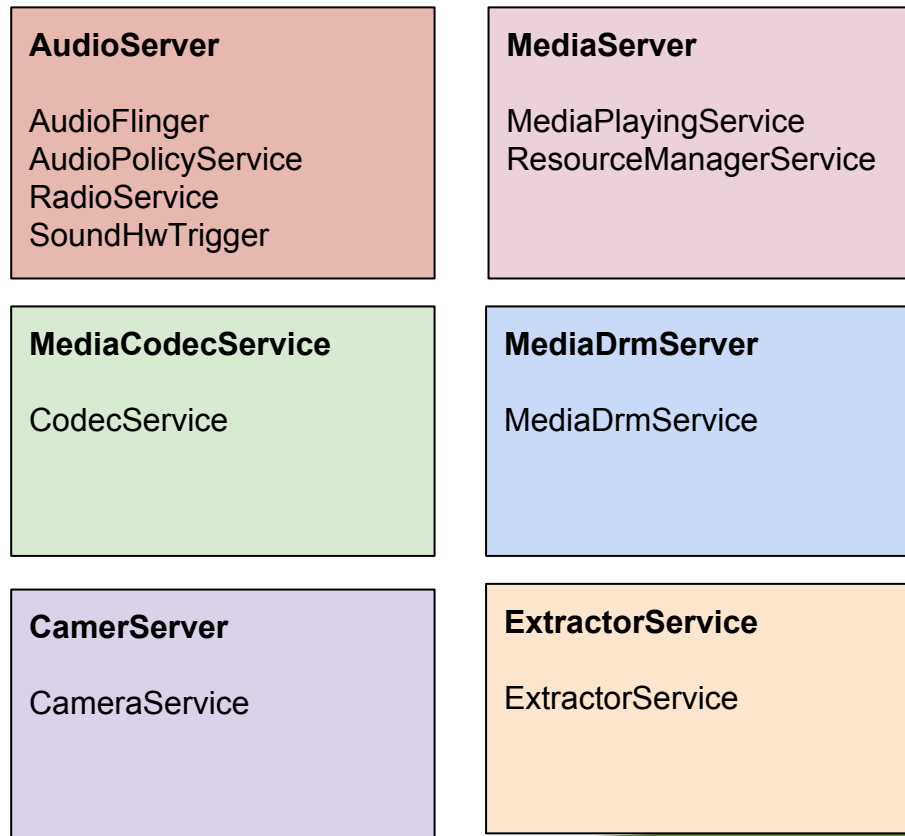 AudioServer
AudioFlinger
AudioPolicyService
RadioService
SoundHwTrigger
MediaServer
MediaPlayingService
ResourceManagerService
MediaCodecService
CodecService
MediaDrmServer
MediaDrmService
CamerServer
CameraService
ExtractorService
ExtractorService